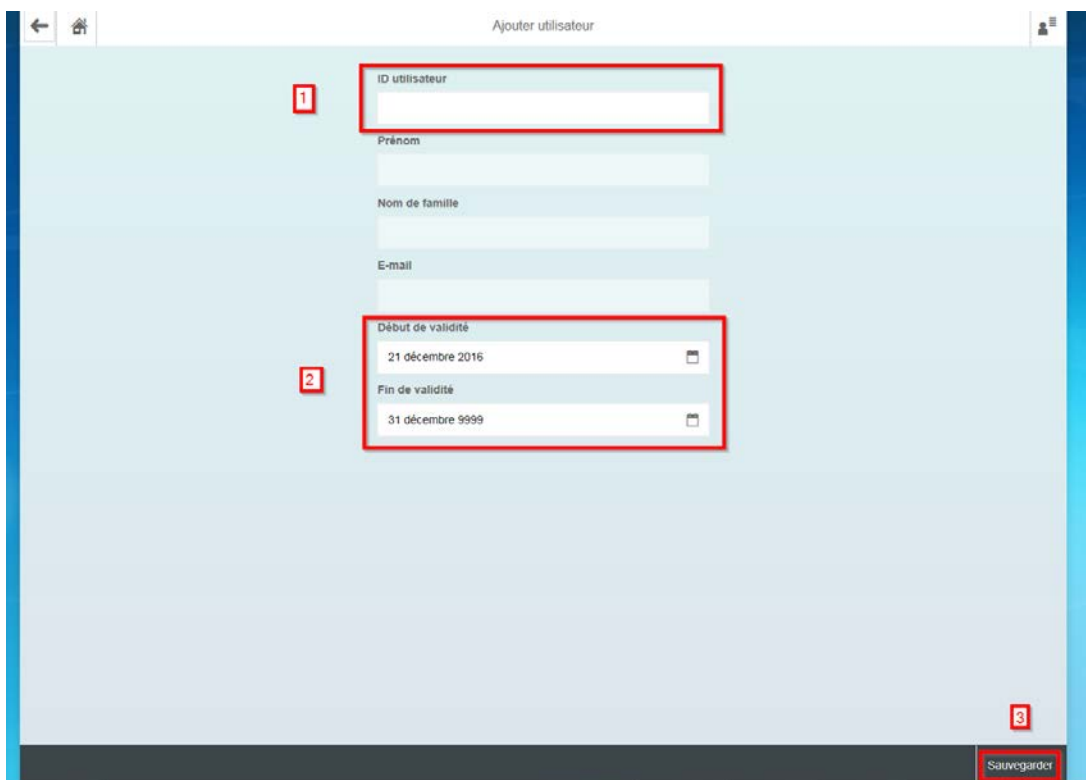 Ajouter utilisateur
ID utilisateur
1
Prénom
Nom de famille
E-mail
Début de validité
21 décembre 2016
2
Fin de validité
31 décembre 9999
3
Sauvegarder